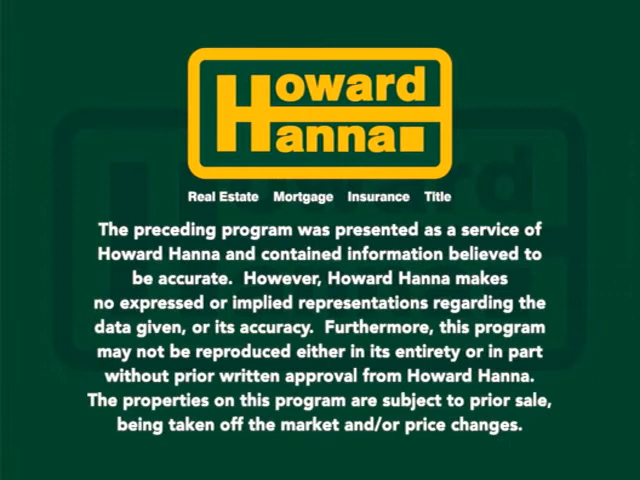 Howard
Hanna
Real Estate Mortgage Insurance Title
The preceding program was presented as a service of
Howard Hanna and contained information believed to
be accurate. However, Howard Hanna makes
no expressed or implied representations regarding the
data given, or its accuracy. Furthermore, this program
may not be reproduced either in its entirety or in part
without prior written approval from Howard Hanna.
The properties on this program are subject to prior sale,
being taken off the market and/or price changes.